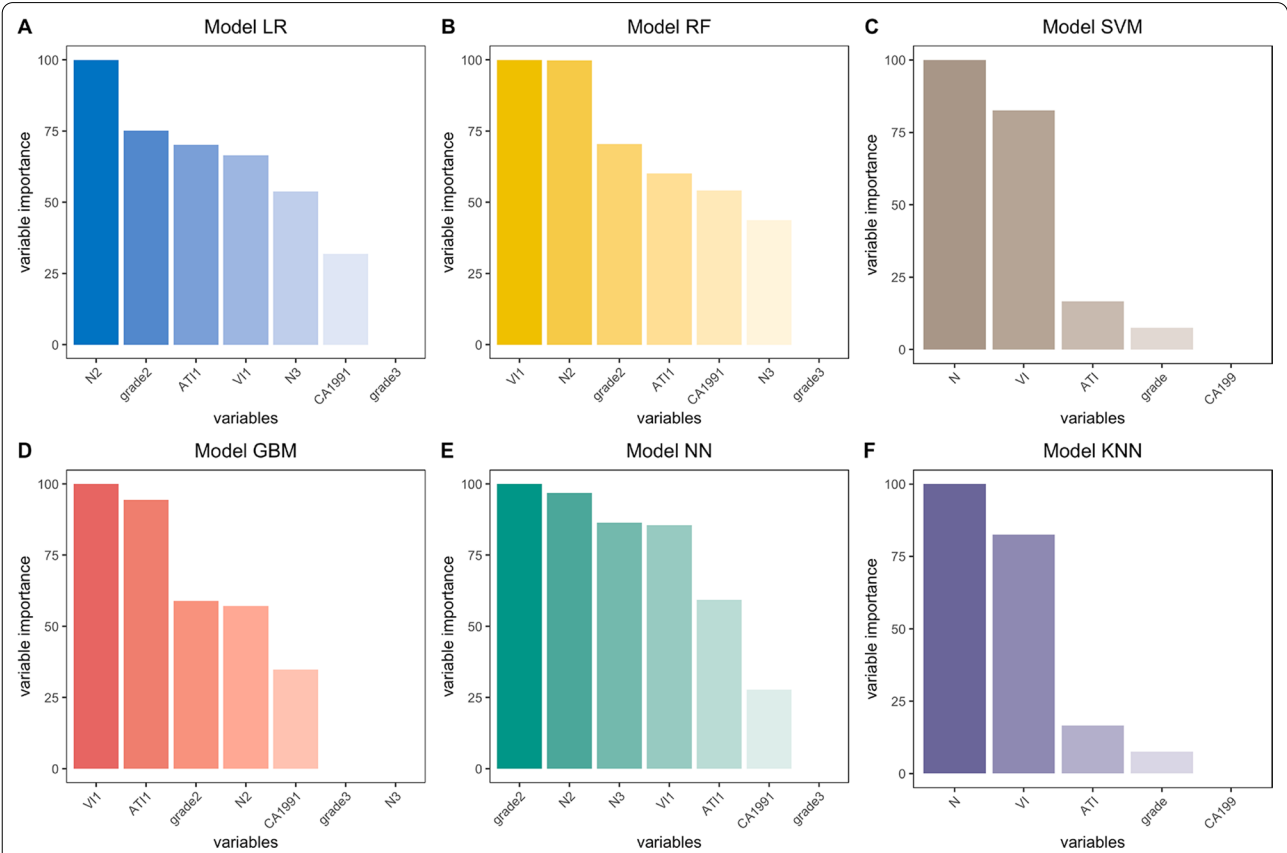 A Model LR
100
75
50
25
0
variable importance
N2 grade2 ATI1 VI1 N3 CA1991 grade3
variables
B Model RF
100
75
50
25
0
variable importance
VI1 N2 grade2 ATI1 CA1991 N3 grade3
variables
C Model SVM
100
75
50
25
0
variable importance
N VI ATI grade CA199
variables
D Model GBM
100
75
50
25
0
variable importance
VI1 ATI1 grade2 N2 CA1991 grade3 N3
variables
E Model NN
100
75
50
25
0
variable importance
grade2 N2 N3 VI1 ATI1 CA1991 grade3
variables
F Model KNN
100
75
50
25
0
variable importance
N VI ATI grade CA199
variables